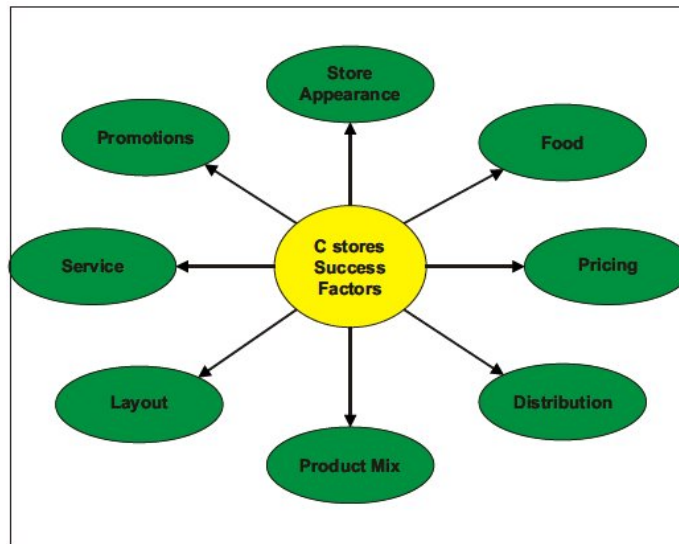 Store
Appearance
Promotions
Food
C stores
Success
Factors
Service
Pricing
Layout
Distribution
Product Mix